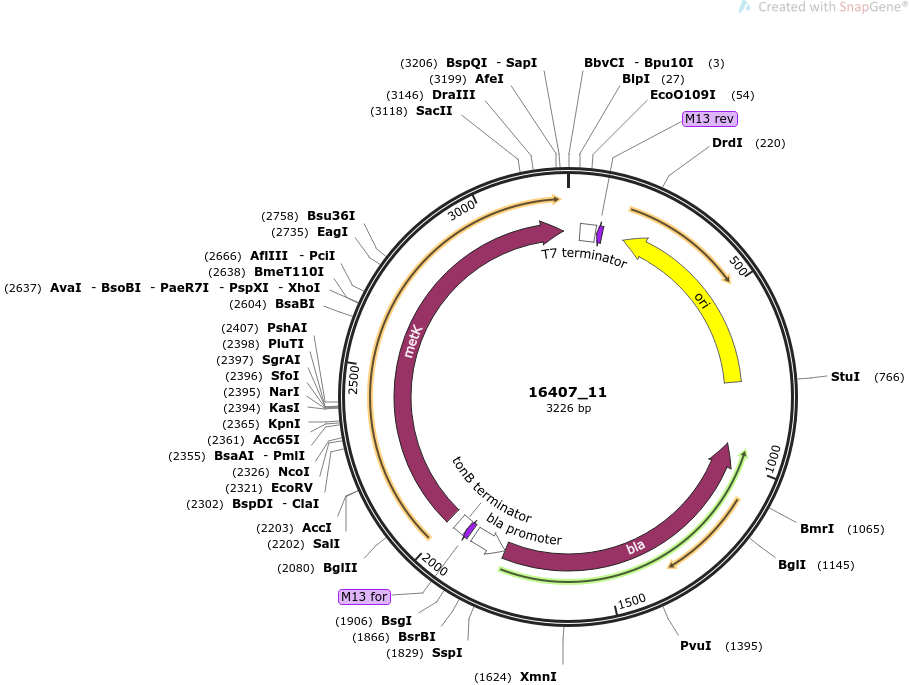 Created with SnapGene®
(3206) BspQI - SapI
(3199) AfeI
(3146) DraIII
(3118) SacII
BbvCI - Bpu10I (3)
BlpI (27)
EcoO109I (54)
M13 rev
DrdI (220)
(2758) Bsu36I
(2735) EagI
(2666) AflIII - PciI
(2638) BmeT110I
(2637) AvaI - BsoBI - PaeR7I - PspXI - XhoI
(2604) BsaBI
(2407) PshAI
(2398) PluTI
(2397) SgrAI
(2396) SfoI
(2395) NarI
(2394) KasI
(2365) KpnI
(2361) Acc65I
(2355) BsaAI - PmlI
(2326) NcoI
(2321) EcoRV
(2302) BspDI - ClaI
(2203) AccI
(2202) SalI
(2080) BglII
M13 for
(1906) BsgI
(1866) BsrBI
(1829) SspI
(1624) XmnI
StuI (766)
BmrI (1065)
BglI (1145)
PvuI (1395)
3000
500
2500
1000
2000
1500
T7 terminator
ori
metK
16407_11
3226 bp
tonB terminator
bla promoter
bla